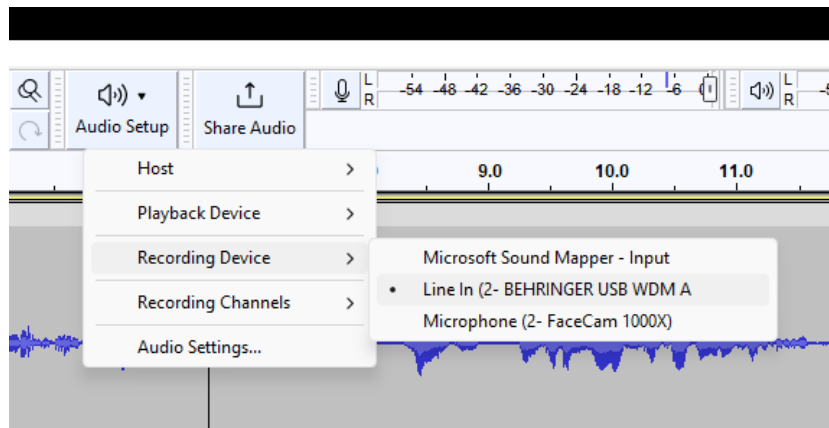 Audio Setup
Share Audio
L
R
-54 -48 -42 -36 -30 -24 -18 -12 -6
L
R
9.0 10.0 11.0
Host
Playback Device
Recording Device
Recording Channels
Audio Settings...
Microsoft Sound Mapper - Input
Line In (2- BEHRINGER USB WDM A
Microphone (2- FaceCam 1000X)